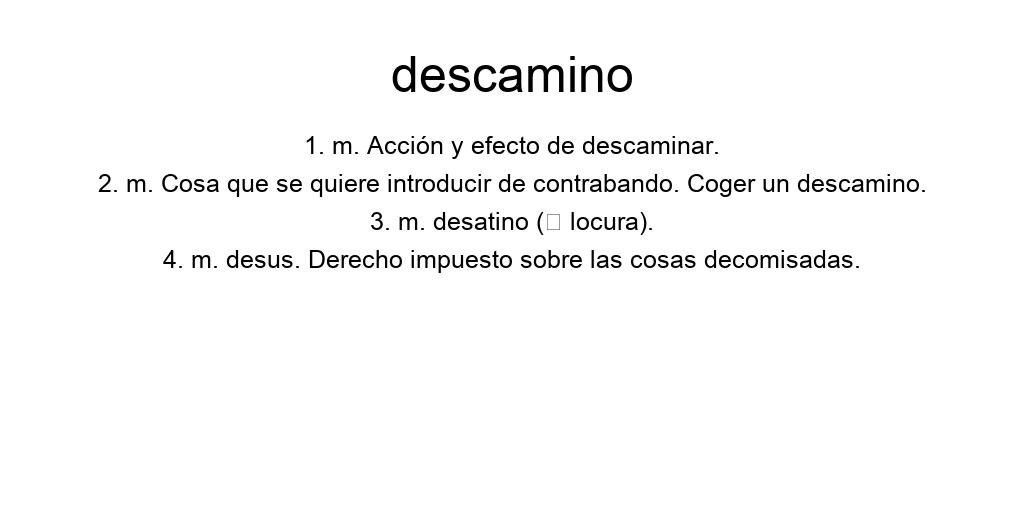 descamino
1. m. Acción y efecto de descaminar.
2. m. Cosa que se quiere introducir de contrabando. Coger un descamino.
3. m. desatino (□ locura).
4. m. desus. Derecho impuesto sobre las cosas decomisadas.